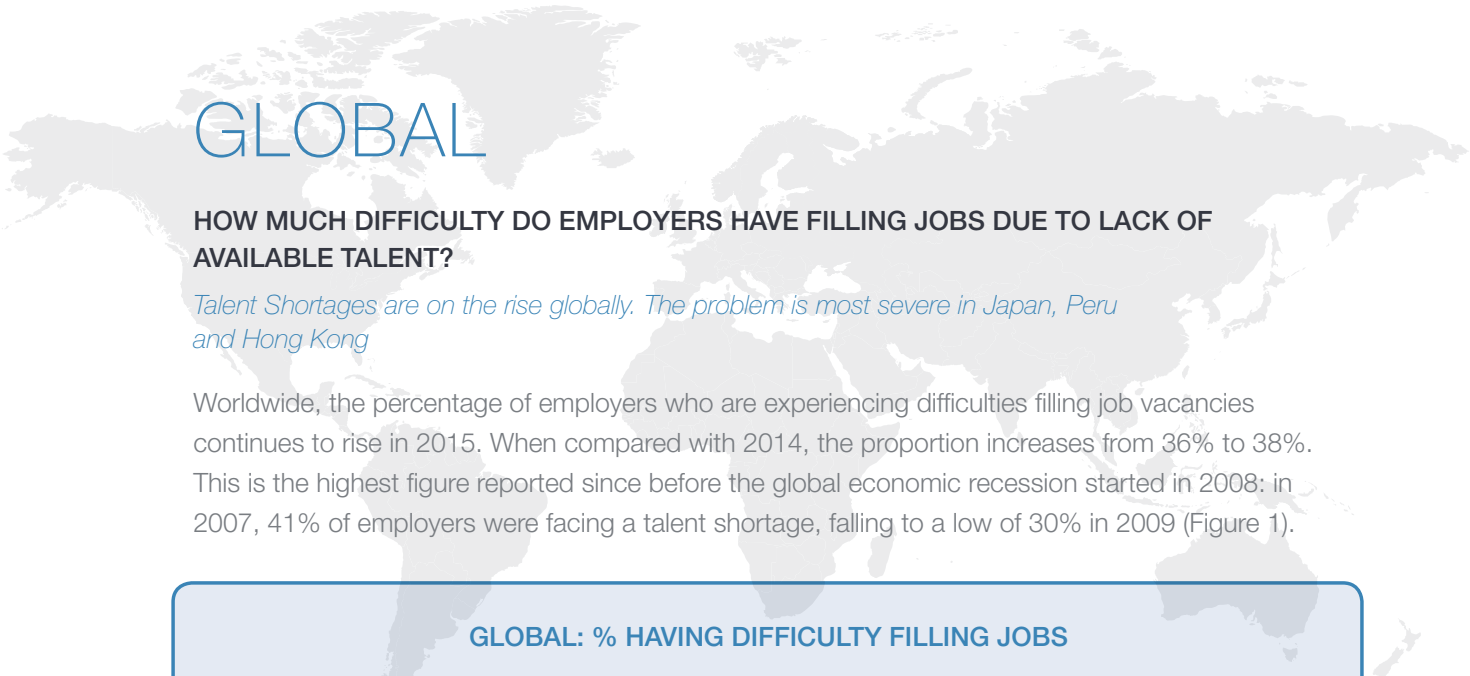 GLOBAL
HOW MUCH DIFFICULTY DO EMPLOYERS HAVE FILLING JOBS DUE TO LACK OF
AVAILABLE TALENT?
Talent Shortages are on the rise globally. The problem is most severe in Japan, Peru
and Hong Kong
Worldwide, the percentage of employers who are experiencing difficulties filling job vacancies
continues to rise in 2015. When compared with 2014, the proportion increases from 36% to 38%.
This is the highest figure reported since before the global economic recession started in 2008: in
2007, 41% of employers were facing a talent shortage, falling to a low of 30% in 2009 (Figure 1).
GLOBAL: % HAVING DIFFICULTY FILLING JOBS